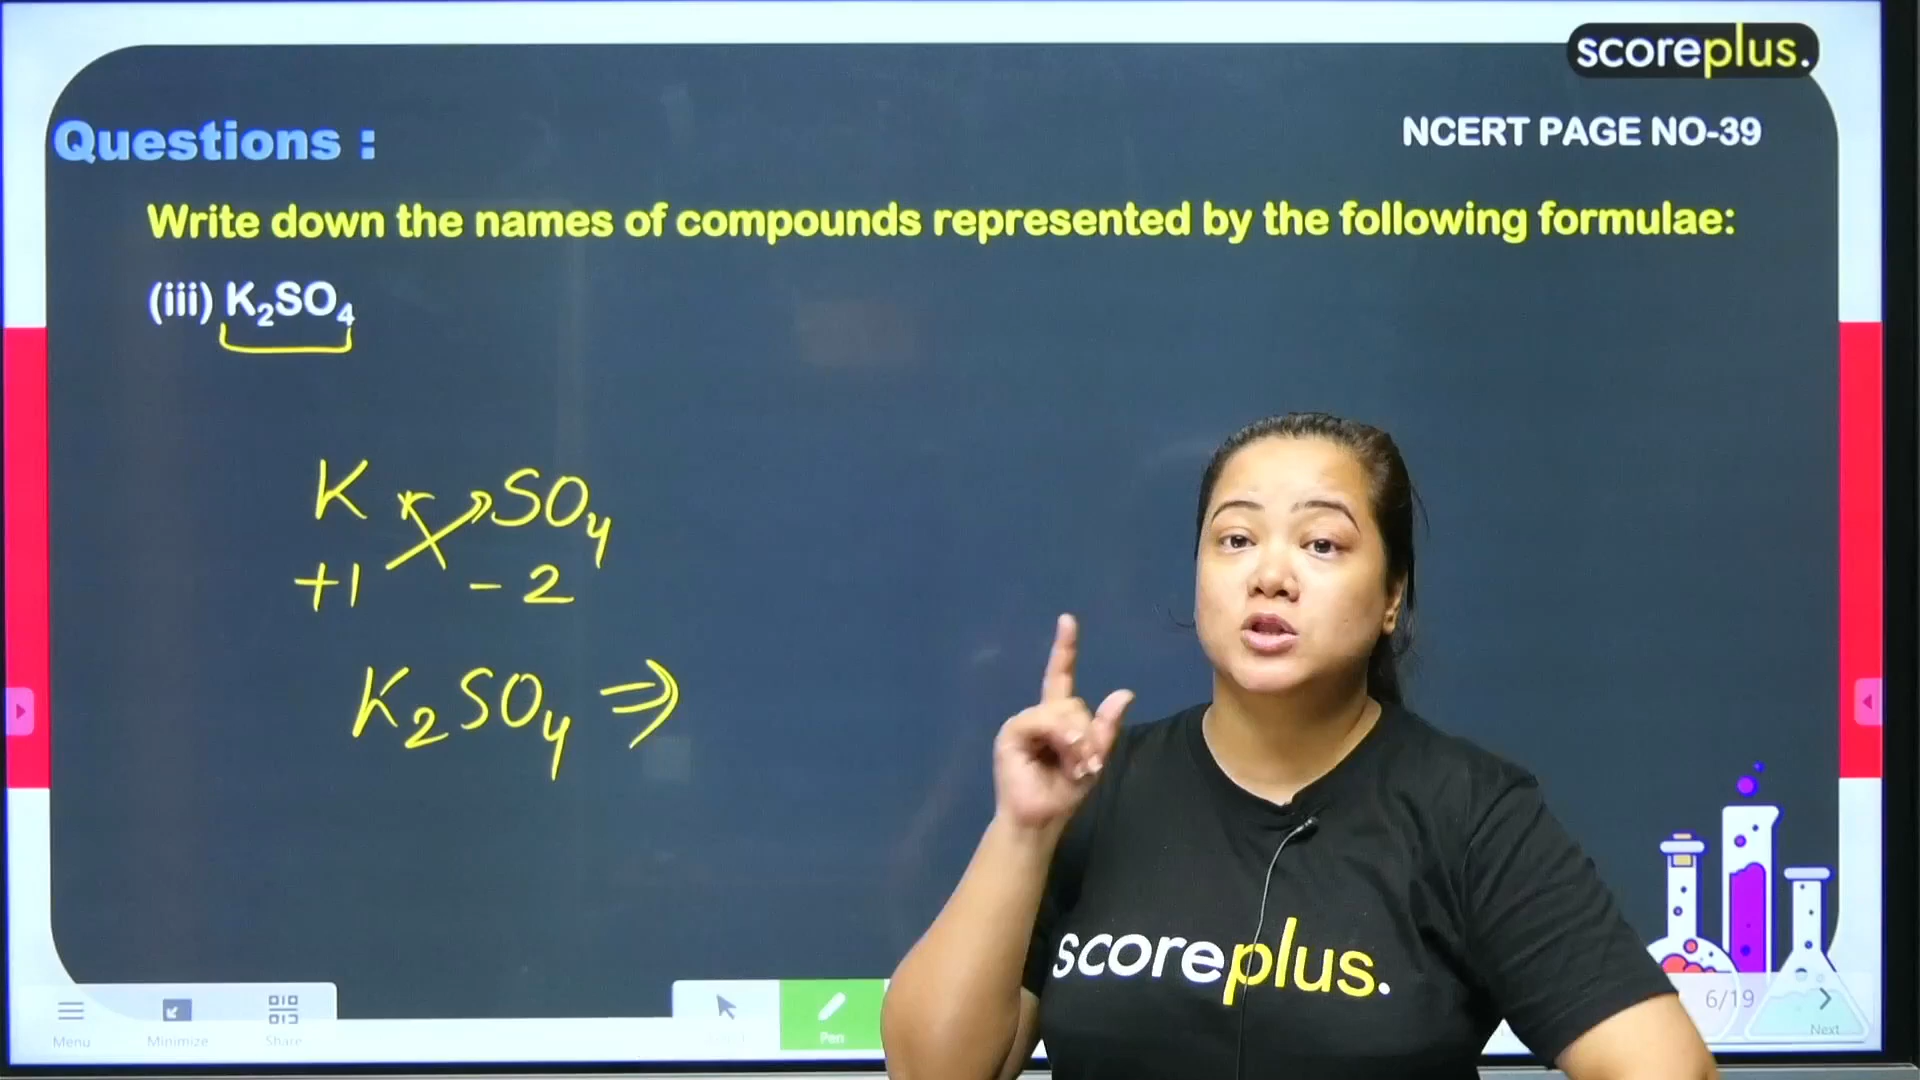 scoreplus.
Questions :
NCERT PAGE NO-39
Write down the names of compounds represented by the following formulae:
(iii) K₂SO₄
K SO₄
+1 -2
K₂SO₄ ⇒
scoreplus.
6/19
Menu
Minimize
Share
Pen
Next